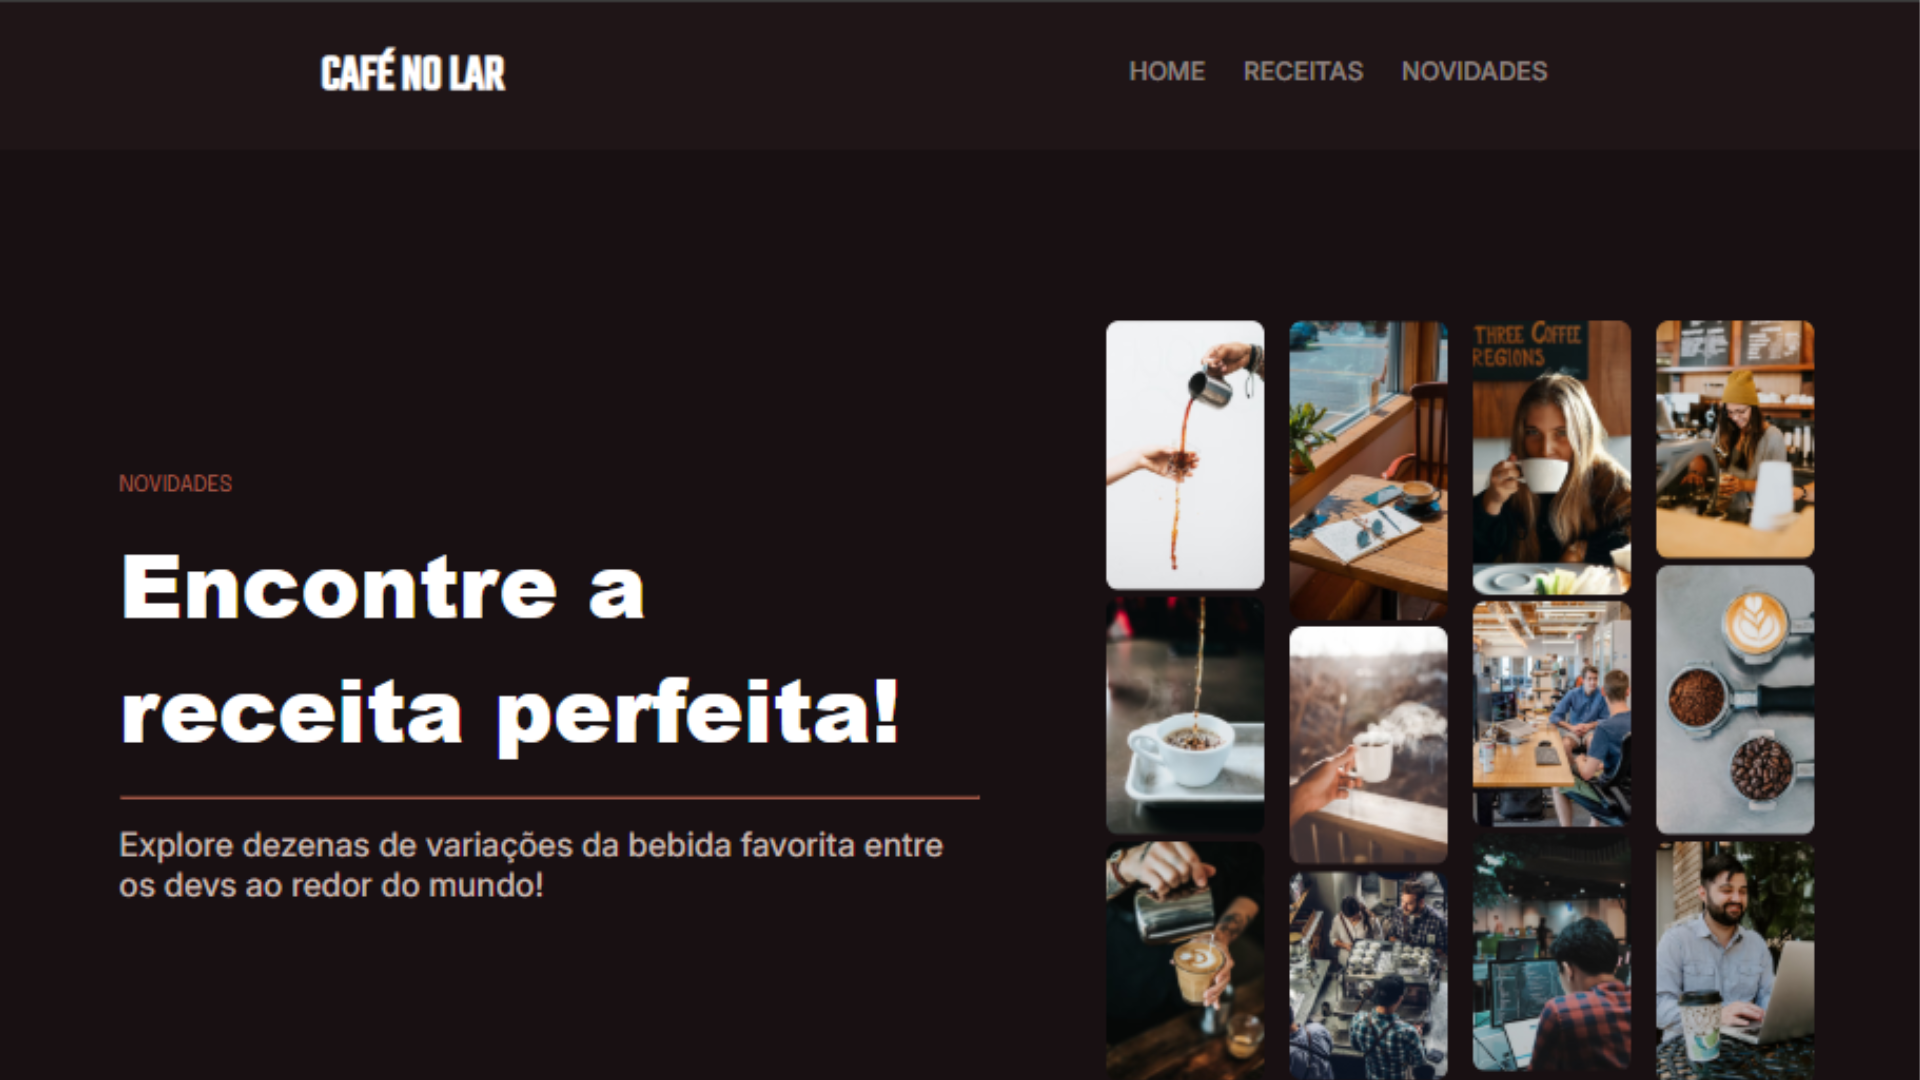 CAFÉ NO LAR
HOME RECEITAS NOVIDADES
NOVIDADES
Encontre a
receita perfeita!
Explore dezenas de variações da bebida favorita entre
os devs ao redor do mundo!
THREE COFFEE
REGIONS